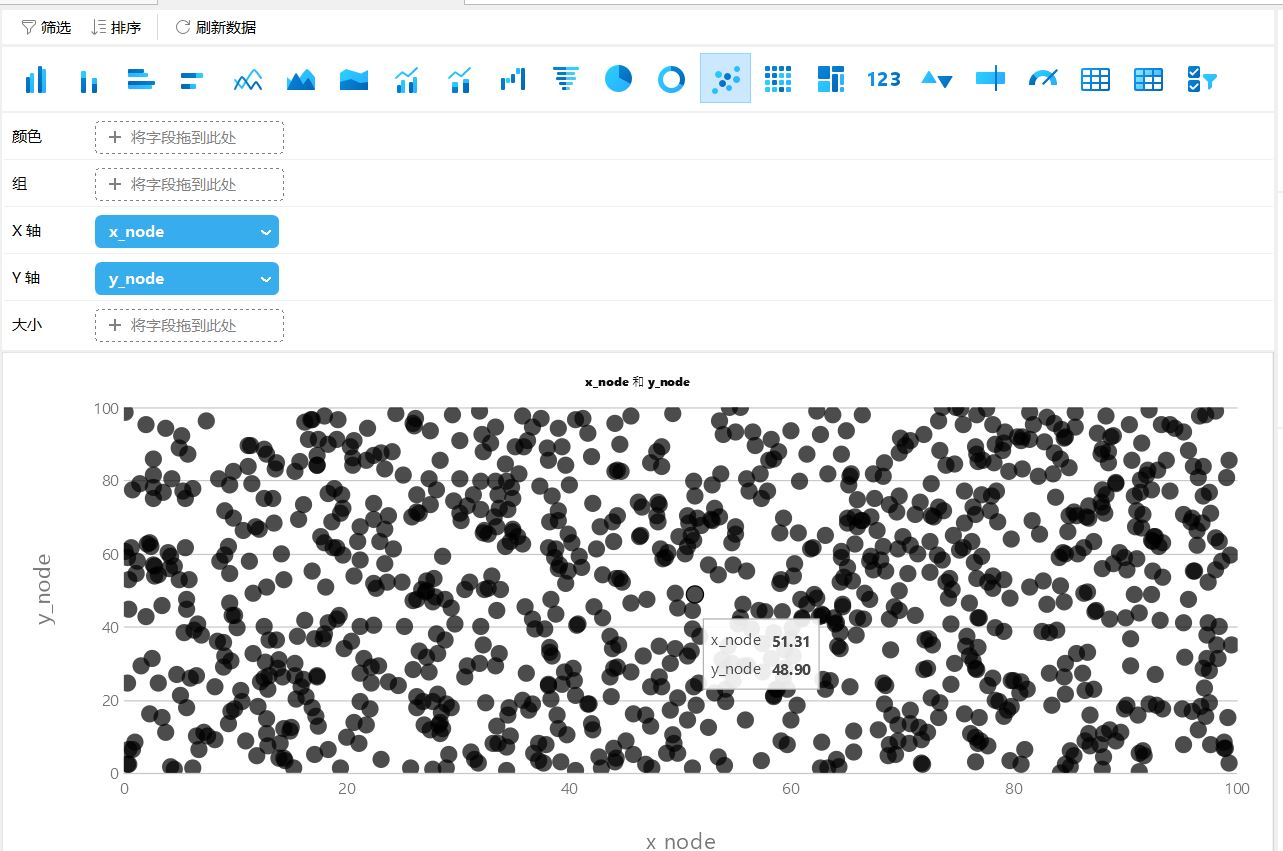 筛选 排序 刷新数据
123
颜色 + 将字段拖到此处
组 + 将字段拖到此处
X 轴 x_node
Y 轴 y_node
大小 + 将字段拖到此处
x_node 和 y_node
100
80
60
40
20
0
y_node
x_node 51.31
y_node 48.90
0 20 40 60 80 100
x node